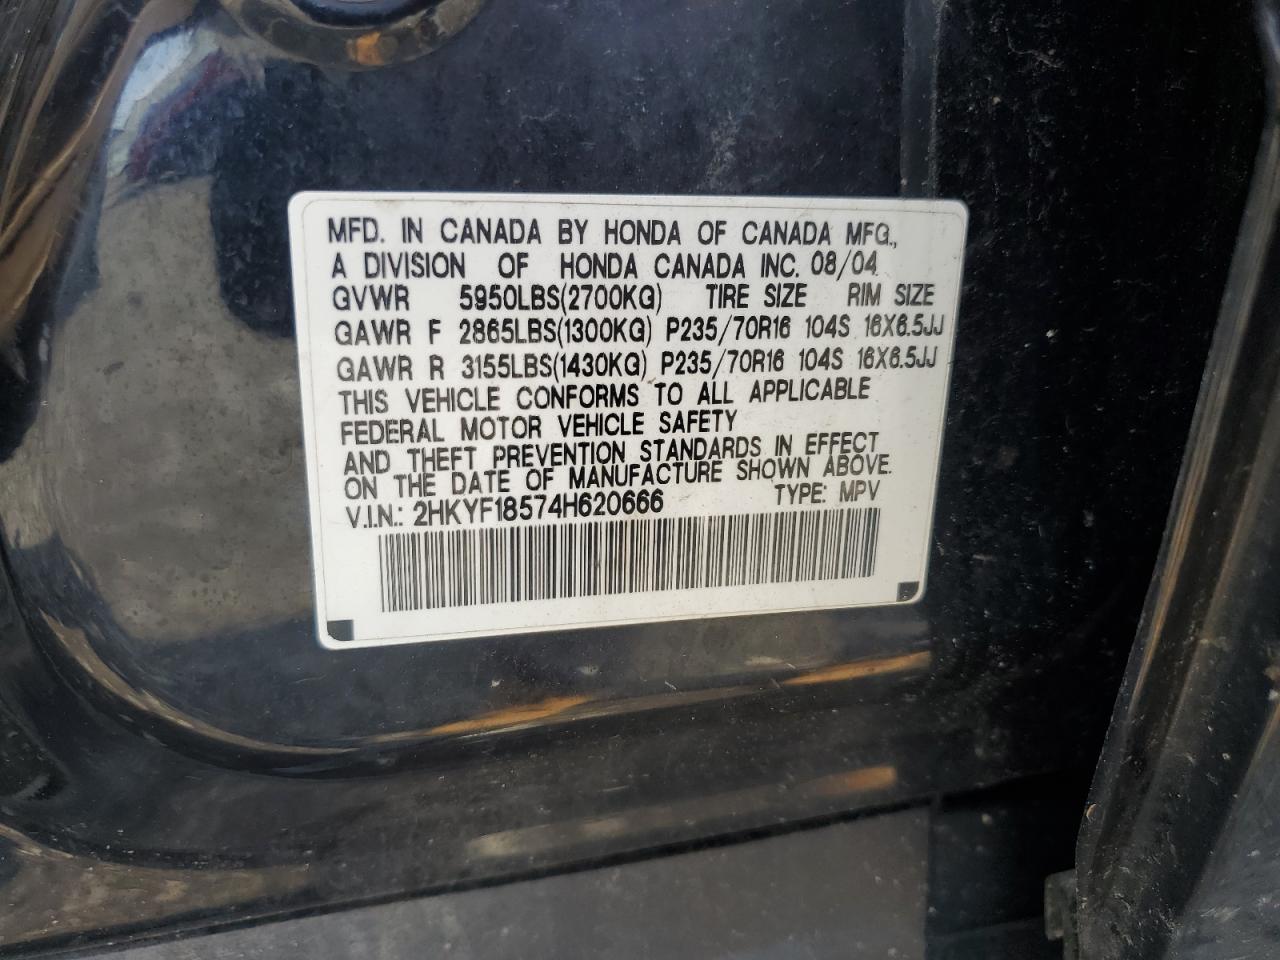 MFD. IN CANADA BY HONDA OF CANADA MFG.,
A DIVISION OF HONDA CANADA INC. 08/04
GVWR 5950LBS(2700KG) TIRE SIZE RIM SIZE
GAWR F 2865LBS(1300KG) P235/70R16 104S 16X6.5JJ
GAWR R 3155LBS(1430KG) P235/70R16 104S 16X6.5JJ
THIS VEHICLE CONFORMS TO ALL APPLICABLE
FEDERAL MOTOR VEHICLE SAFETY
AND THEFT PREVENTION STANDARDS IN EFFECT
ON THE DATE OF MANUFACTURE SHOWN ABOVE.
V.I.N.: 2HKYF18574H620666 TYPE: MPV